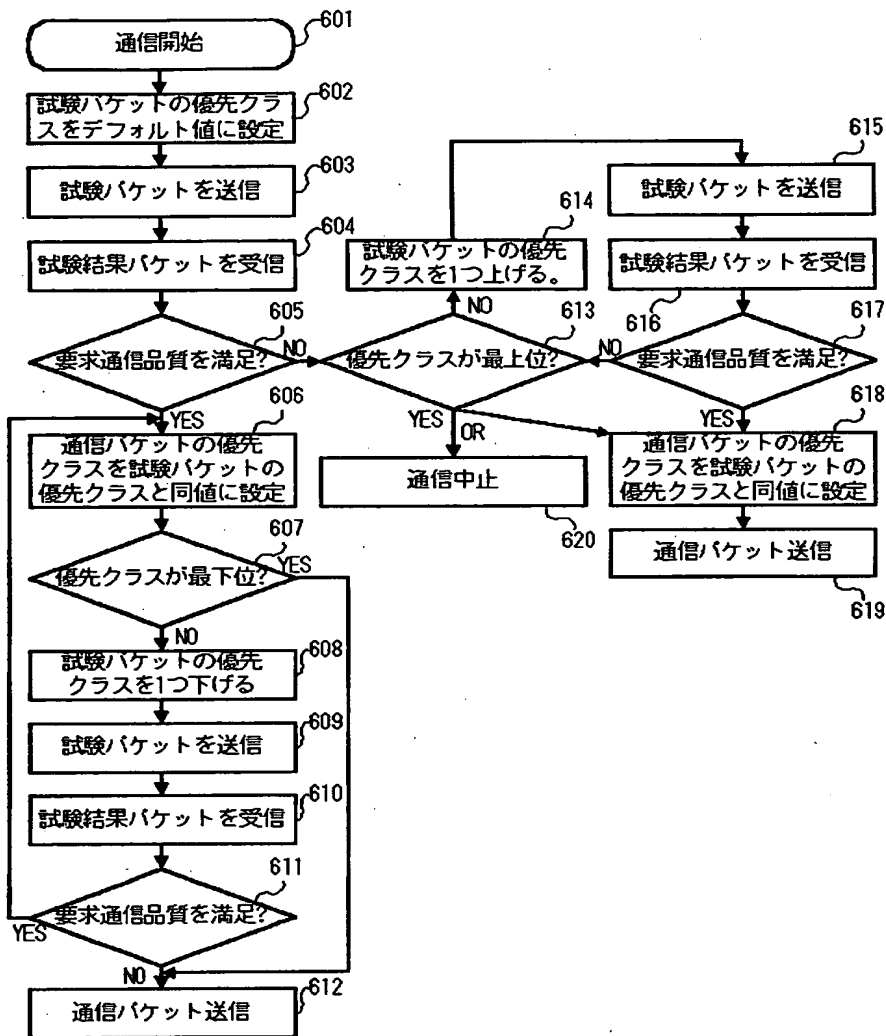 通信開始
601
試験パケットの優先クラ
スをデフォルト値に設定
602
試験パケットを送信
603
試験結果パケットを受信
604
要求通信品質を満足?
605
NO
YES
606
通信パケットの優先
クラスを試験パケットの
優先クラスと同値に設定
607
優先クラスが最下位?
YES
NO
試験パケットの優先
クラスを1つ下げる
608
試験パケットを送信
609
試験結果パケットを受信
610
要求通信品質を満足?
611
YES
NO
通信パケット送信
612
614
試験パケットの優先
クラスを1つ上げる。
NO
613
優先クラスが最上位?
YES
OR
通信中止
620
615
試験パケットを送信
試験結果パケットを受信
616
617
NO
要求通信品質を満足?
YES
618
通信パケットの優先
クラスを試験パケットの
優先クラスと同値に設定
通信パケット送信
619